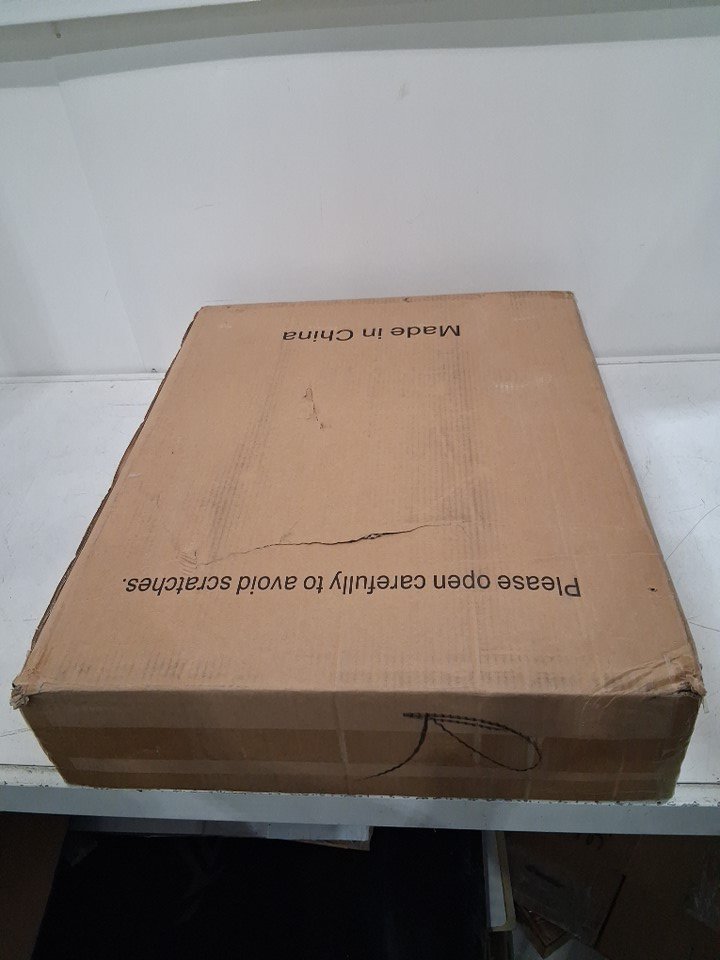 Please open carefully to avoid scratches.
Made in China